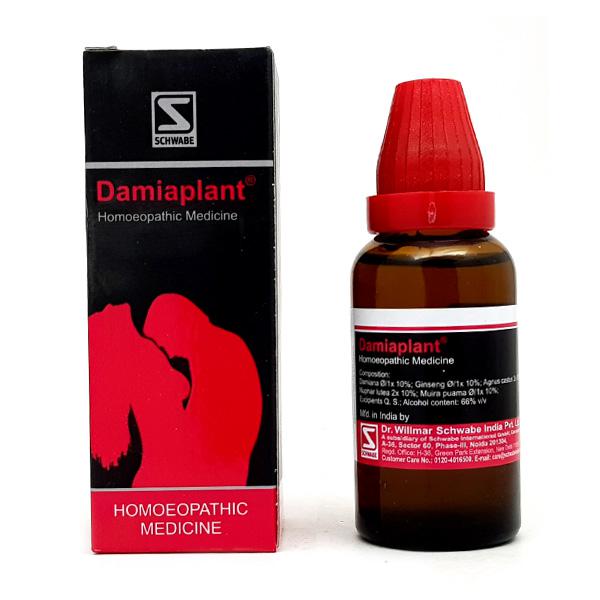 S
SCHWABE
Damiaplant®
Homoeopathic Medicine
HOMOEOPATHIC
MEDICINE
Damiaplant®
Homoeopathic Medicine
Composition:
Damiana Ø/1x 10%; Ginseng Ø/1x 10%; Agnus castus
Nuphar lutea 2x 10%; Muira puama Ø/1x 10%;
Excipients Q. S.; Alcohol content: 66% v/v
Mfd. in India by
S
SCHWABE
Dr. Willmar Schwabe India Pvt.
A subsidiary of Schwabe International GmbH,
A-36, Sector 60, Phase-III, Noida 201304,
Regd. Office: H-36, Green Park Extension, New Delhi
Customer Care No.: 0120-4016500, E-mail: